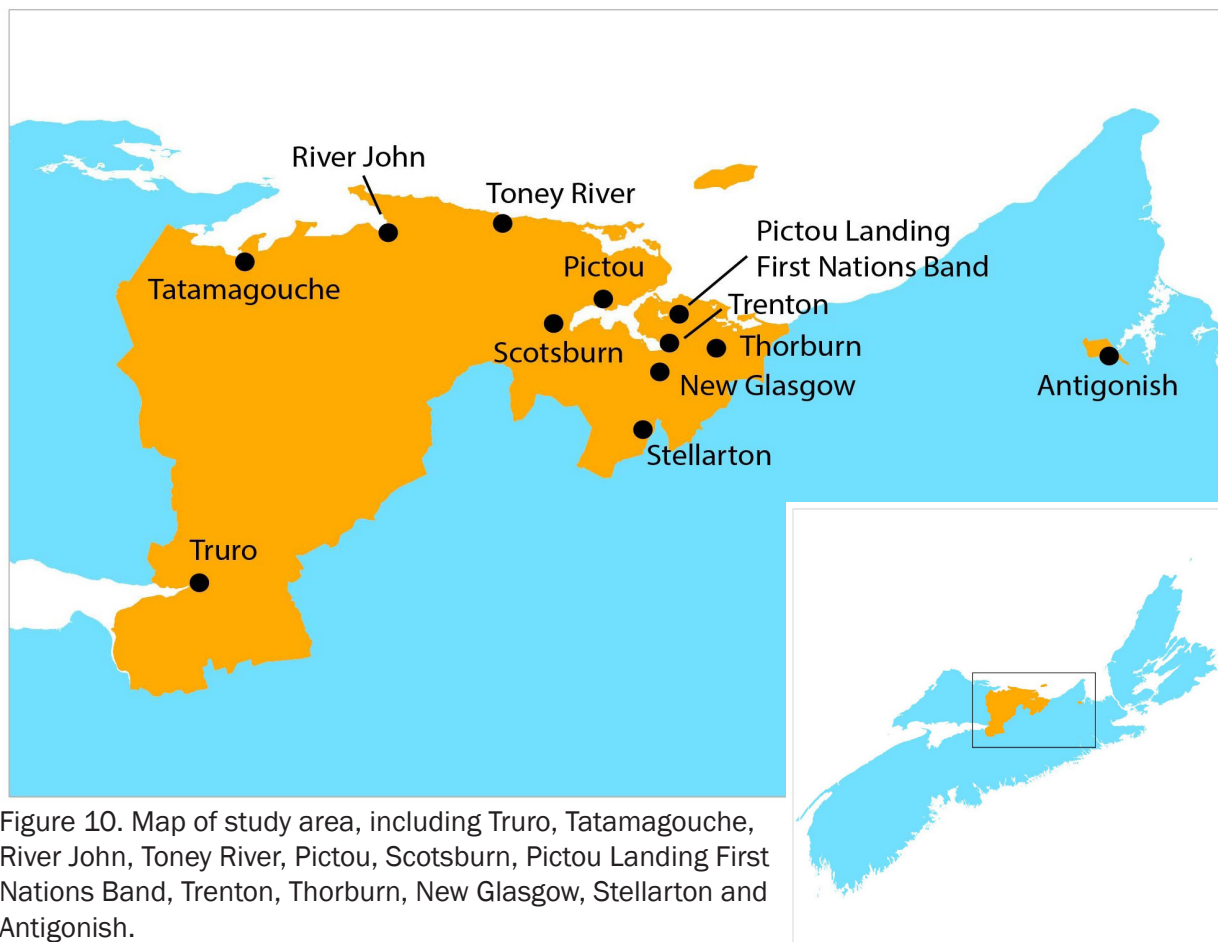 River John
Toney River
Pictou Landing
First Nations Band
Pictou
Tatamagouche
Trenton
Scotsburn
Thorburn
New Glasgow
Antigonish
Stellarton
Truro
Figure 10. Map of study area, including Truro, Tatamagouche,
River John, Toney River, Pictou, Scotsburn, Pictou Landing First
Nations Band, Trenton, Thorburn, New Glasgow, Stellarton and
Antigonish.